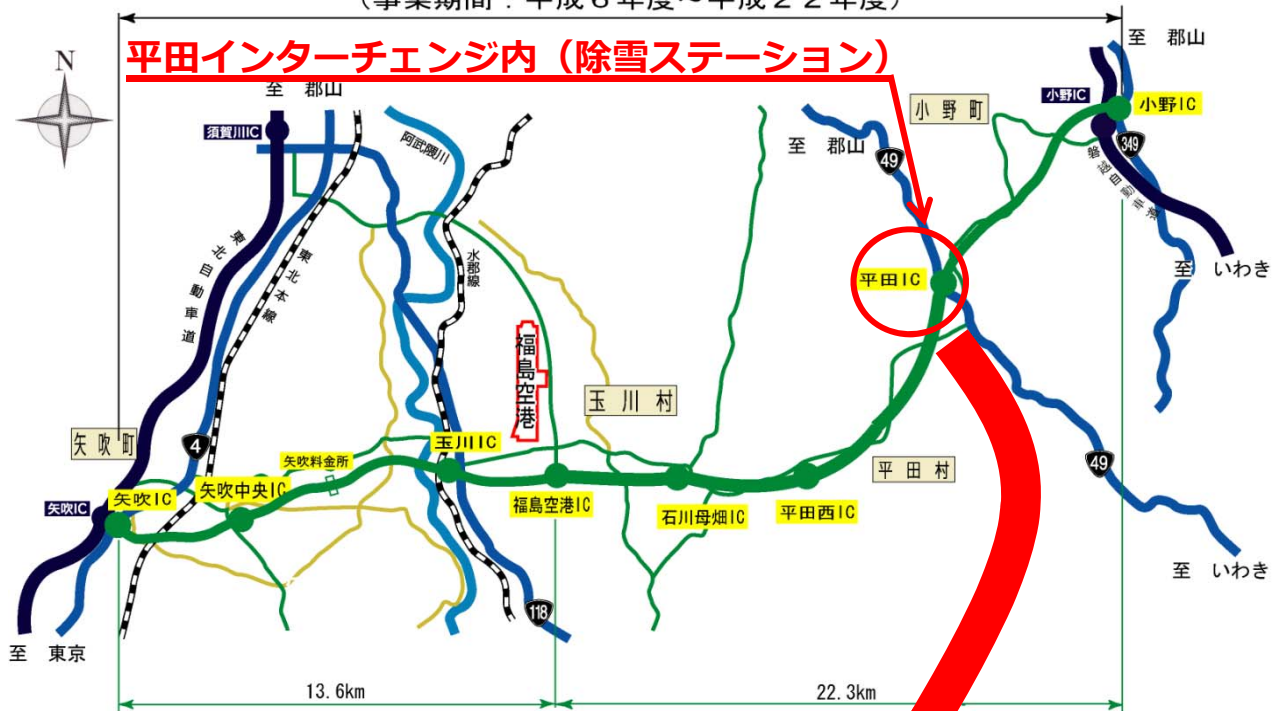 (事業期間：平成６年度～平成２２年度)
平田インターチェンジ内（除雪ステーション）
N
至 郡山
至 郡山
須賀川IC
阿武隈川
至 郡山
49
小野町
小野IC
小野IC
349
磐越自動車道
東北自動車道
東北本線
水郡線
平田IC
至 いわき
福島空港
玉川村
矢吹町
4
矢吹料金所
玉川IC
平田村
49
矢吹IC
矢吹IC
矢吹中央IC
福島空港IC
石川母畑IC
平田西IC
至 いわき
118
至 東京
13.6km
22.3km